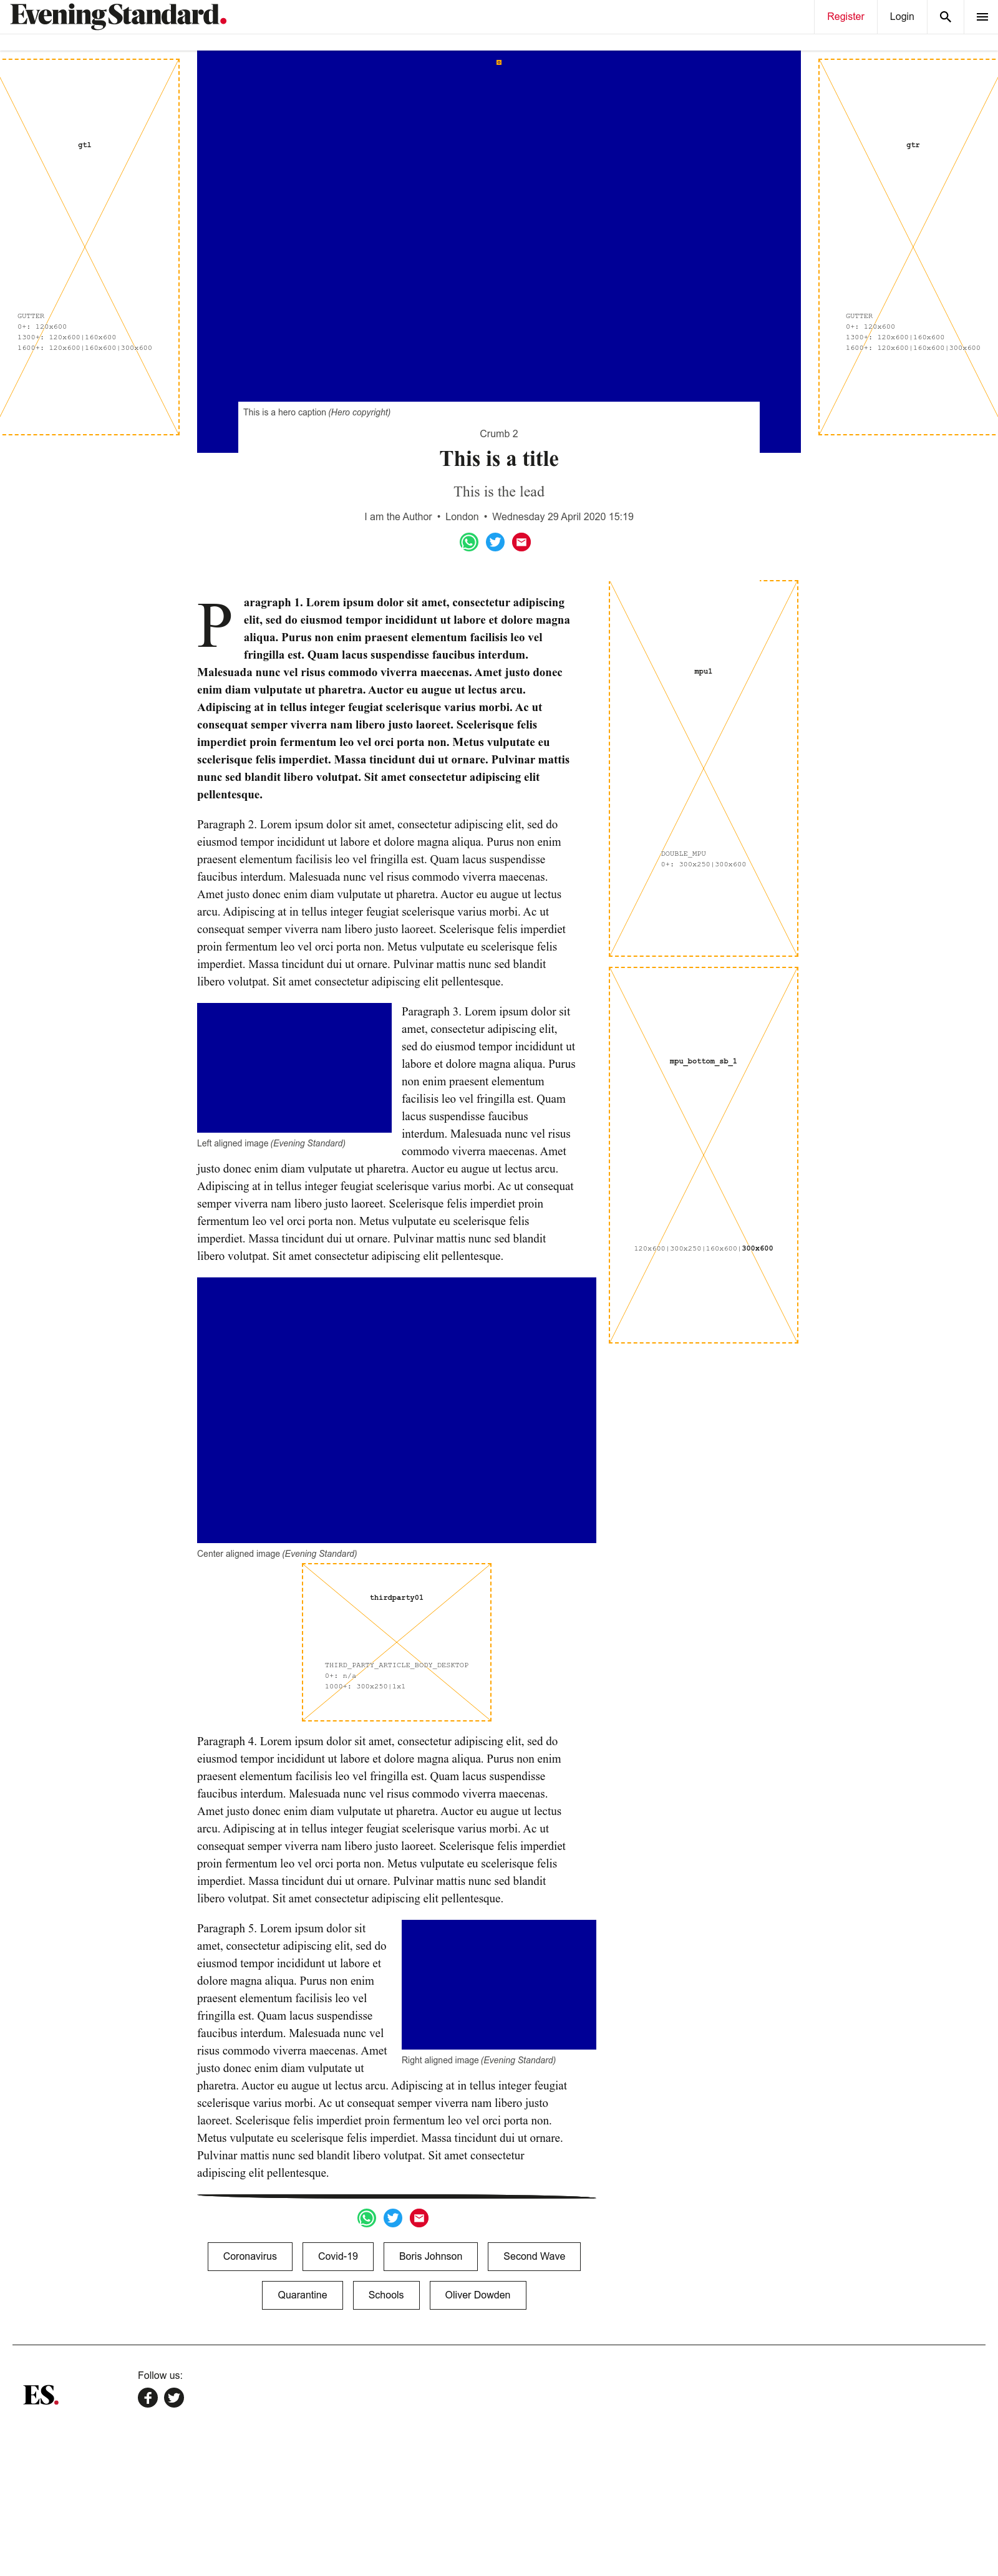 Evening Standard.
Register
Login
gtl
GUTTER
0+: 120x600
1300+: 120x600|160x600
1600+: 120x600|160x600|300x600
gtr
GUTTER
0+: 120x600
1300+: 120x600|160x600
1600+: 120x600|160x600|300x600
This is a hero caption (Hero copyright)
Crumb 2
This is a title
This is the lead
I am the Author • London • Wednesday 29 April 2020 15:19
Paragraph 1. Lorem ipsum dolor sit amet, consectetur adipiscing
elit, sed do eiusmod tempor incididunt ut labore et dolore magna
aliqua. Purus non enim praesent elementum facilisis leo vel
fringilla est. Quam lacus suspendisse faucibus interdum.
Malesuada nunc vel risus commodo viverra maecenas. Amet justo donec
enim diam vulputate ut pharetra. Auctor eu augue ut lectus arcu.
Adipiscing at in tellus integer feugiat scelerisque varius morbi. Ac ut
consequat semper viverra nam libero justo laoreet. Scelerisque felis
imperdiet proin fermentum leo vel orci porta non. Metus vulputate eu
scelerisque felis imperdiet. Massa tincidunt dui ut ornare. Pulvinar mattis
nunc sed blandit libero volutpat. Sit amet consectetur adipiscing elit
pellentesque.
Paragraph 2. Lorem ipsum dolor sit amet, consectetur adipiscing elit, sed do
eiusmod tempor incididunt ut labore et dolore magna aliqua. Purus non enim
praesent elementum facilisis leo vel fringilla est. Quam lacus suspendisse
faucibus interdum. Malesuada nunc vel risus commodo viverra maecenas.
Amet justo donec enim diam vulputate ut pharetra. Auctor eu augue ut lectus
arcu. Adipiscing at in tellus integer feugiat scelerisque varius morbi. Ac ut
consequat semper viverra nam libero justo laoreet. Scelerisque felis imperdiet
proin fermentum leo vel orci porta non. Metus vulputate eu scelerisque felis
imperdiet. Massa tincidunt dui ut ornare. Pulvinar mattis nunc sed blandit
libero volutpat. Sit amet consectetur adipiscing elit pellentesque.
Left aligned image (Evening Standard)
Paragraph 3. Lorem ipsum dolor sit
amet, consectetur adipiscing elit,
sed do eiusmod tempor incididunt ut
labore et dolore magna aliqua. Purus
non enim praesent elementum
facilisis leo vel fringilla est. Quam
lacus suspendisse faucibus
interdum. Malesuada nunc vel risus
commodo viverra maecenas. Amet
justo donec enim diam vulputate ut pharetra. Auctor eu augue ut lectus arcu.
Adipiscing at in tellus integer feugiat scelerisque varius morbi. Ac ut consequat
semper viverra nam libero justo laoreet. Scelerisque felis imperdiet proin
fermentum leo vel orci porta non. Metus vulputate eu scelerisque felis
imperdiet. Massa tincidunt dui ut ornare. Pulvinar mattis nunc sed blandit
libero volutpat. Sit amet consectetur adipiscing elit pellentesque.
Center aligned image (Evening Standard)
thirdparty01
THIRD_PARTY_ARTICLE_BODY_DESKTOP
0+: n/a
1000+: 300x250|1x1
Paragraph 4. Lorem ipsum dolor sit amet, consectetur adipiscing elit, sed do
eiusmod tempor incididunt ut labore et dolore magna aliqua. Purus non enim
praesent elementum facilisis leo vel fringilla est. Quam lacus suspendisse
faucibus interdum. Malesuada nunc vel risus commodo viverra maecenas.
Amet justo donec enim diam vulputate ut pharetra. Auctor eu augue ut lectus
arcu. Adipiscing at in tellus integer feugiat scelerisque varius morbi. Ac ut
consequat semper viverra nam libero justo laoreet. Scelerisque felis imperdiet
proin fermentum leo vel orci porta non. Metus vulputate eu scelerisque felis
imperdiet. Massa tincidunt dui ut ornare. Pulvinar mattis nunc sed blandit
libero volutpat. Sit amet consectetur adipiscing elit pellentesque.
Paragraph 5. Lorem ipsum dolor sit
amet, consectetur adipiscing elit, sed do
eiusmod tempor incididunt ut labore et
dolore magna aliqua. Purus non enim
praesent elementum facilisis leo vel
fringilla est. Quam lacus suspendisse
faucibus interdum. Malesuada nunc vel
risus commodo viverra maecenas. Amet
justo donec enim diam vulputate ut
pharetra. Auctor eu augue ut lectus arcu. Adipiscing at in tellus integer feugiat
scelerisque varius morbi. Ac ut consequat semper viverra nam libero justo
laoreet. Scelerisque felis imperdiet proin fermentum leo vel orci porta non.
Metus vulputate eu scelerisque felis imperdiet. Massa tincidunt dui ut ornare.
Pulvinar mattis nunc sed blandit libero volutpat. Sit amet consectetur
adipiscing elit pellentesque.
Right aligned image (Evening Standard)
mpu1
DOUBLE_MPU
0+: 300x250|300x600
mpu_bottom_sb_1
120x600|300x250|160x600|300x600
Coronavirus
Covid-19
Boris Johnson
Second Wave
Quarantine
Schools
Oliver Dowden
ES.
Follow us: